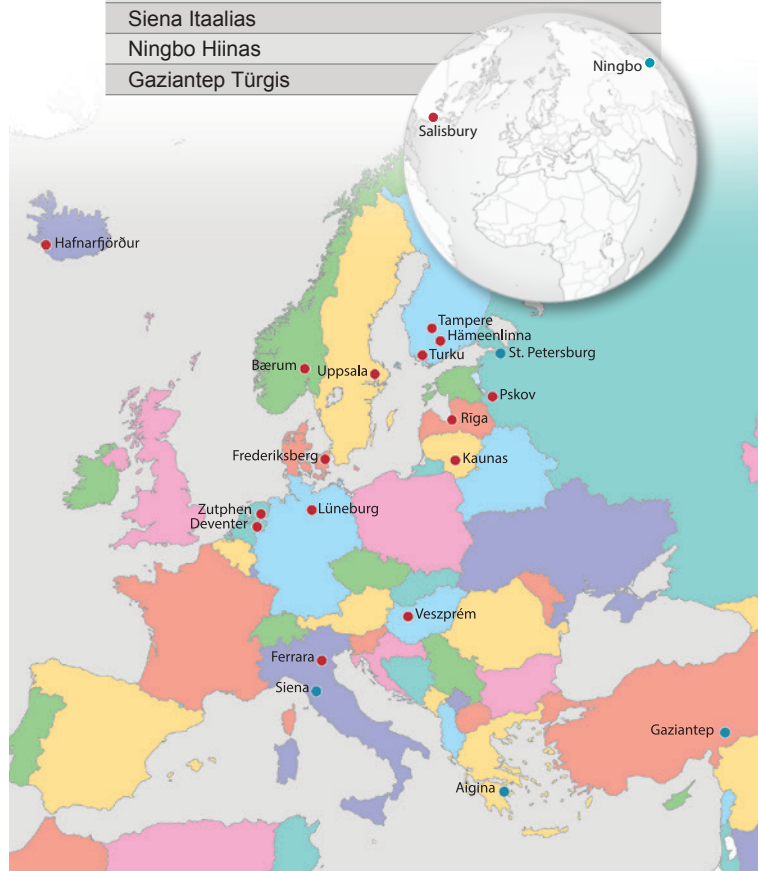 Siena Itaalias
Ningbo Hiinas
Gaziantep Türgis
Ningbo
Salisbury
Hafnarfjörður
Tampere
Hämeenlinna
Turku
St. Petersburg
Bærum
Uppsala
Pskov
Rīga
Frederiksberg
Kaunas
Zutphen
Deventer
Lüneburg
Veszprém
Ferrara
Siena
Gaziantep
Aigina